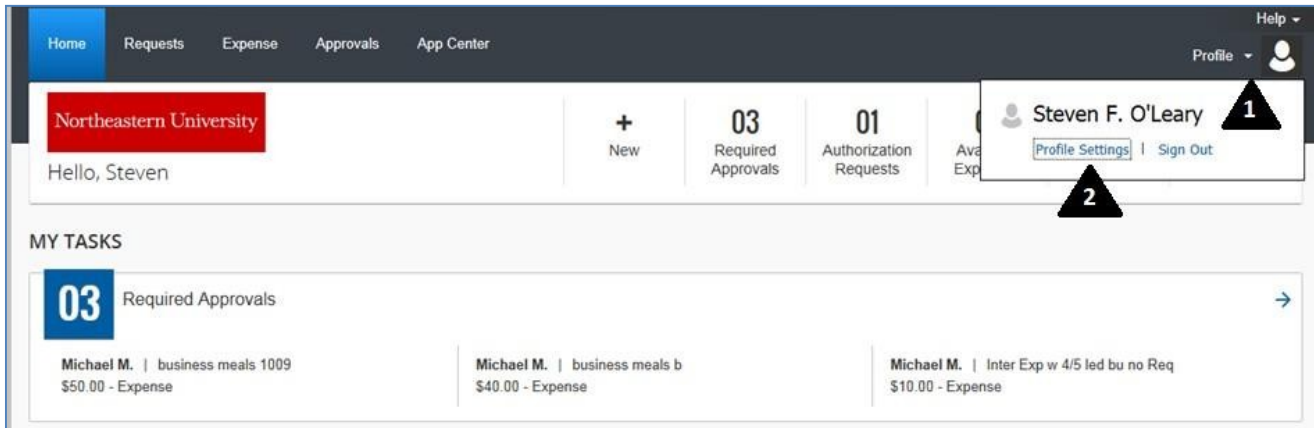 Help
Home Requests Expense Approvals App Center
Profile
1
Steven F. O'Leary
Profile Settings | Sign Out
2
Northeastern University
Hello, Steven
+
New
03
Required
Approvals
01
Authorization
Requests
MY TASKS
03 Required Approvals
Michael M. | business meals 1009
$50.00 - Expense
Michael M. | business meals b
$40.00 - Expense
Michael M. | Inter Exp w 4/5 led bu no Req
$10.00 - Expense